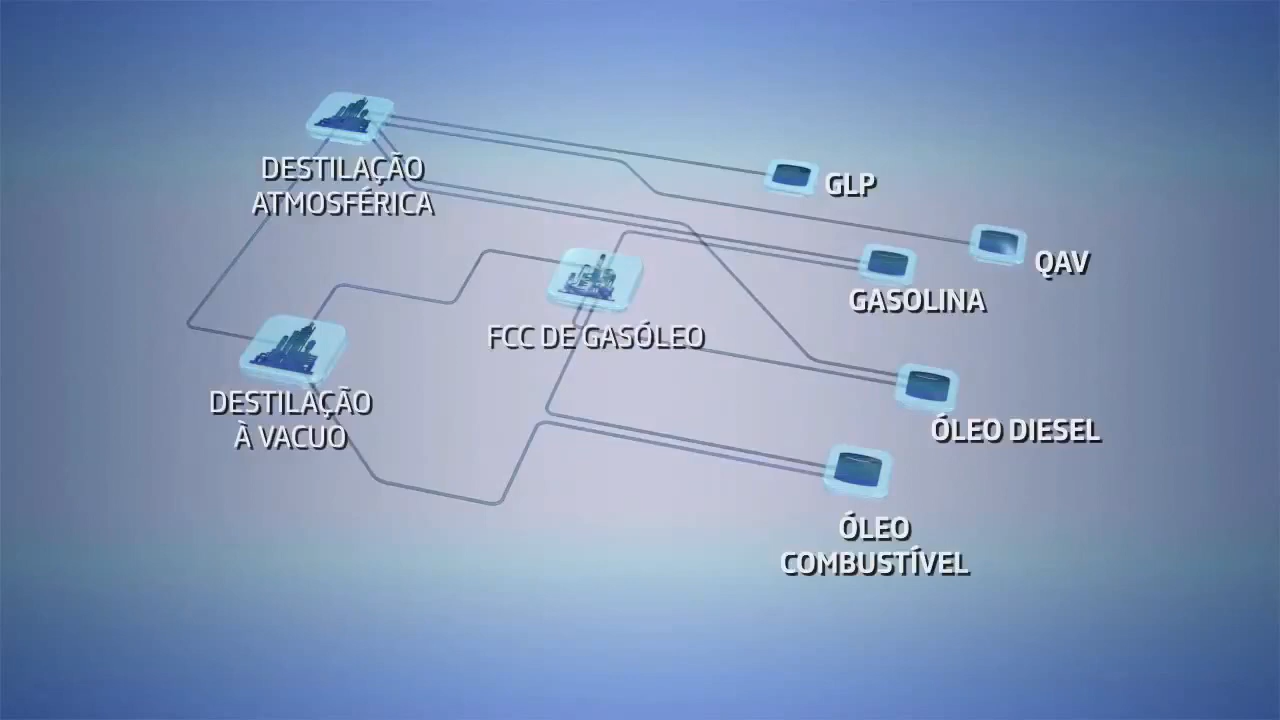 DESTILAÇÃO
ATMOSFÉRICA
GLP
QAV
GASOLINA
FCC DE GASÓLEO
DESTILAÇÃO
À VACUO
ÓLEO DIESEL
ÓLEO
COMBUSTÍVEL